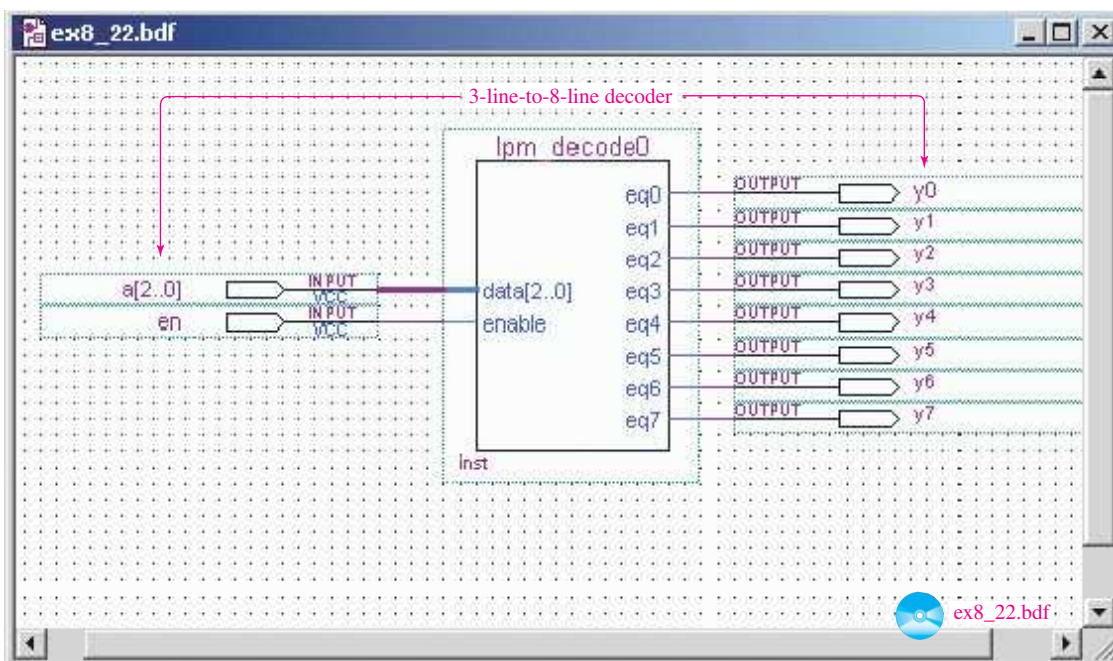 ex8_22.bdf
3-line-to-8-line decoder
lpm_decode0
eq0 OUTPUT y0
eq1 OUTPUT y1
eq2 OUTPUT y2
a[2..0] INPUT VCC data[2..0] eq3 OUTPUT y3
en INPUT VCC enable eq4 OUTPUT y4
eq5 OUTPUT y5
eq6 OUTPUT y6
eq7 OUTPUT y7
inst
ex8_22.bdf